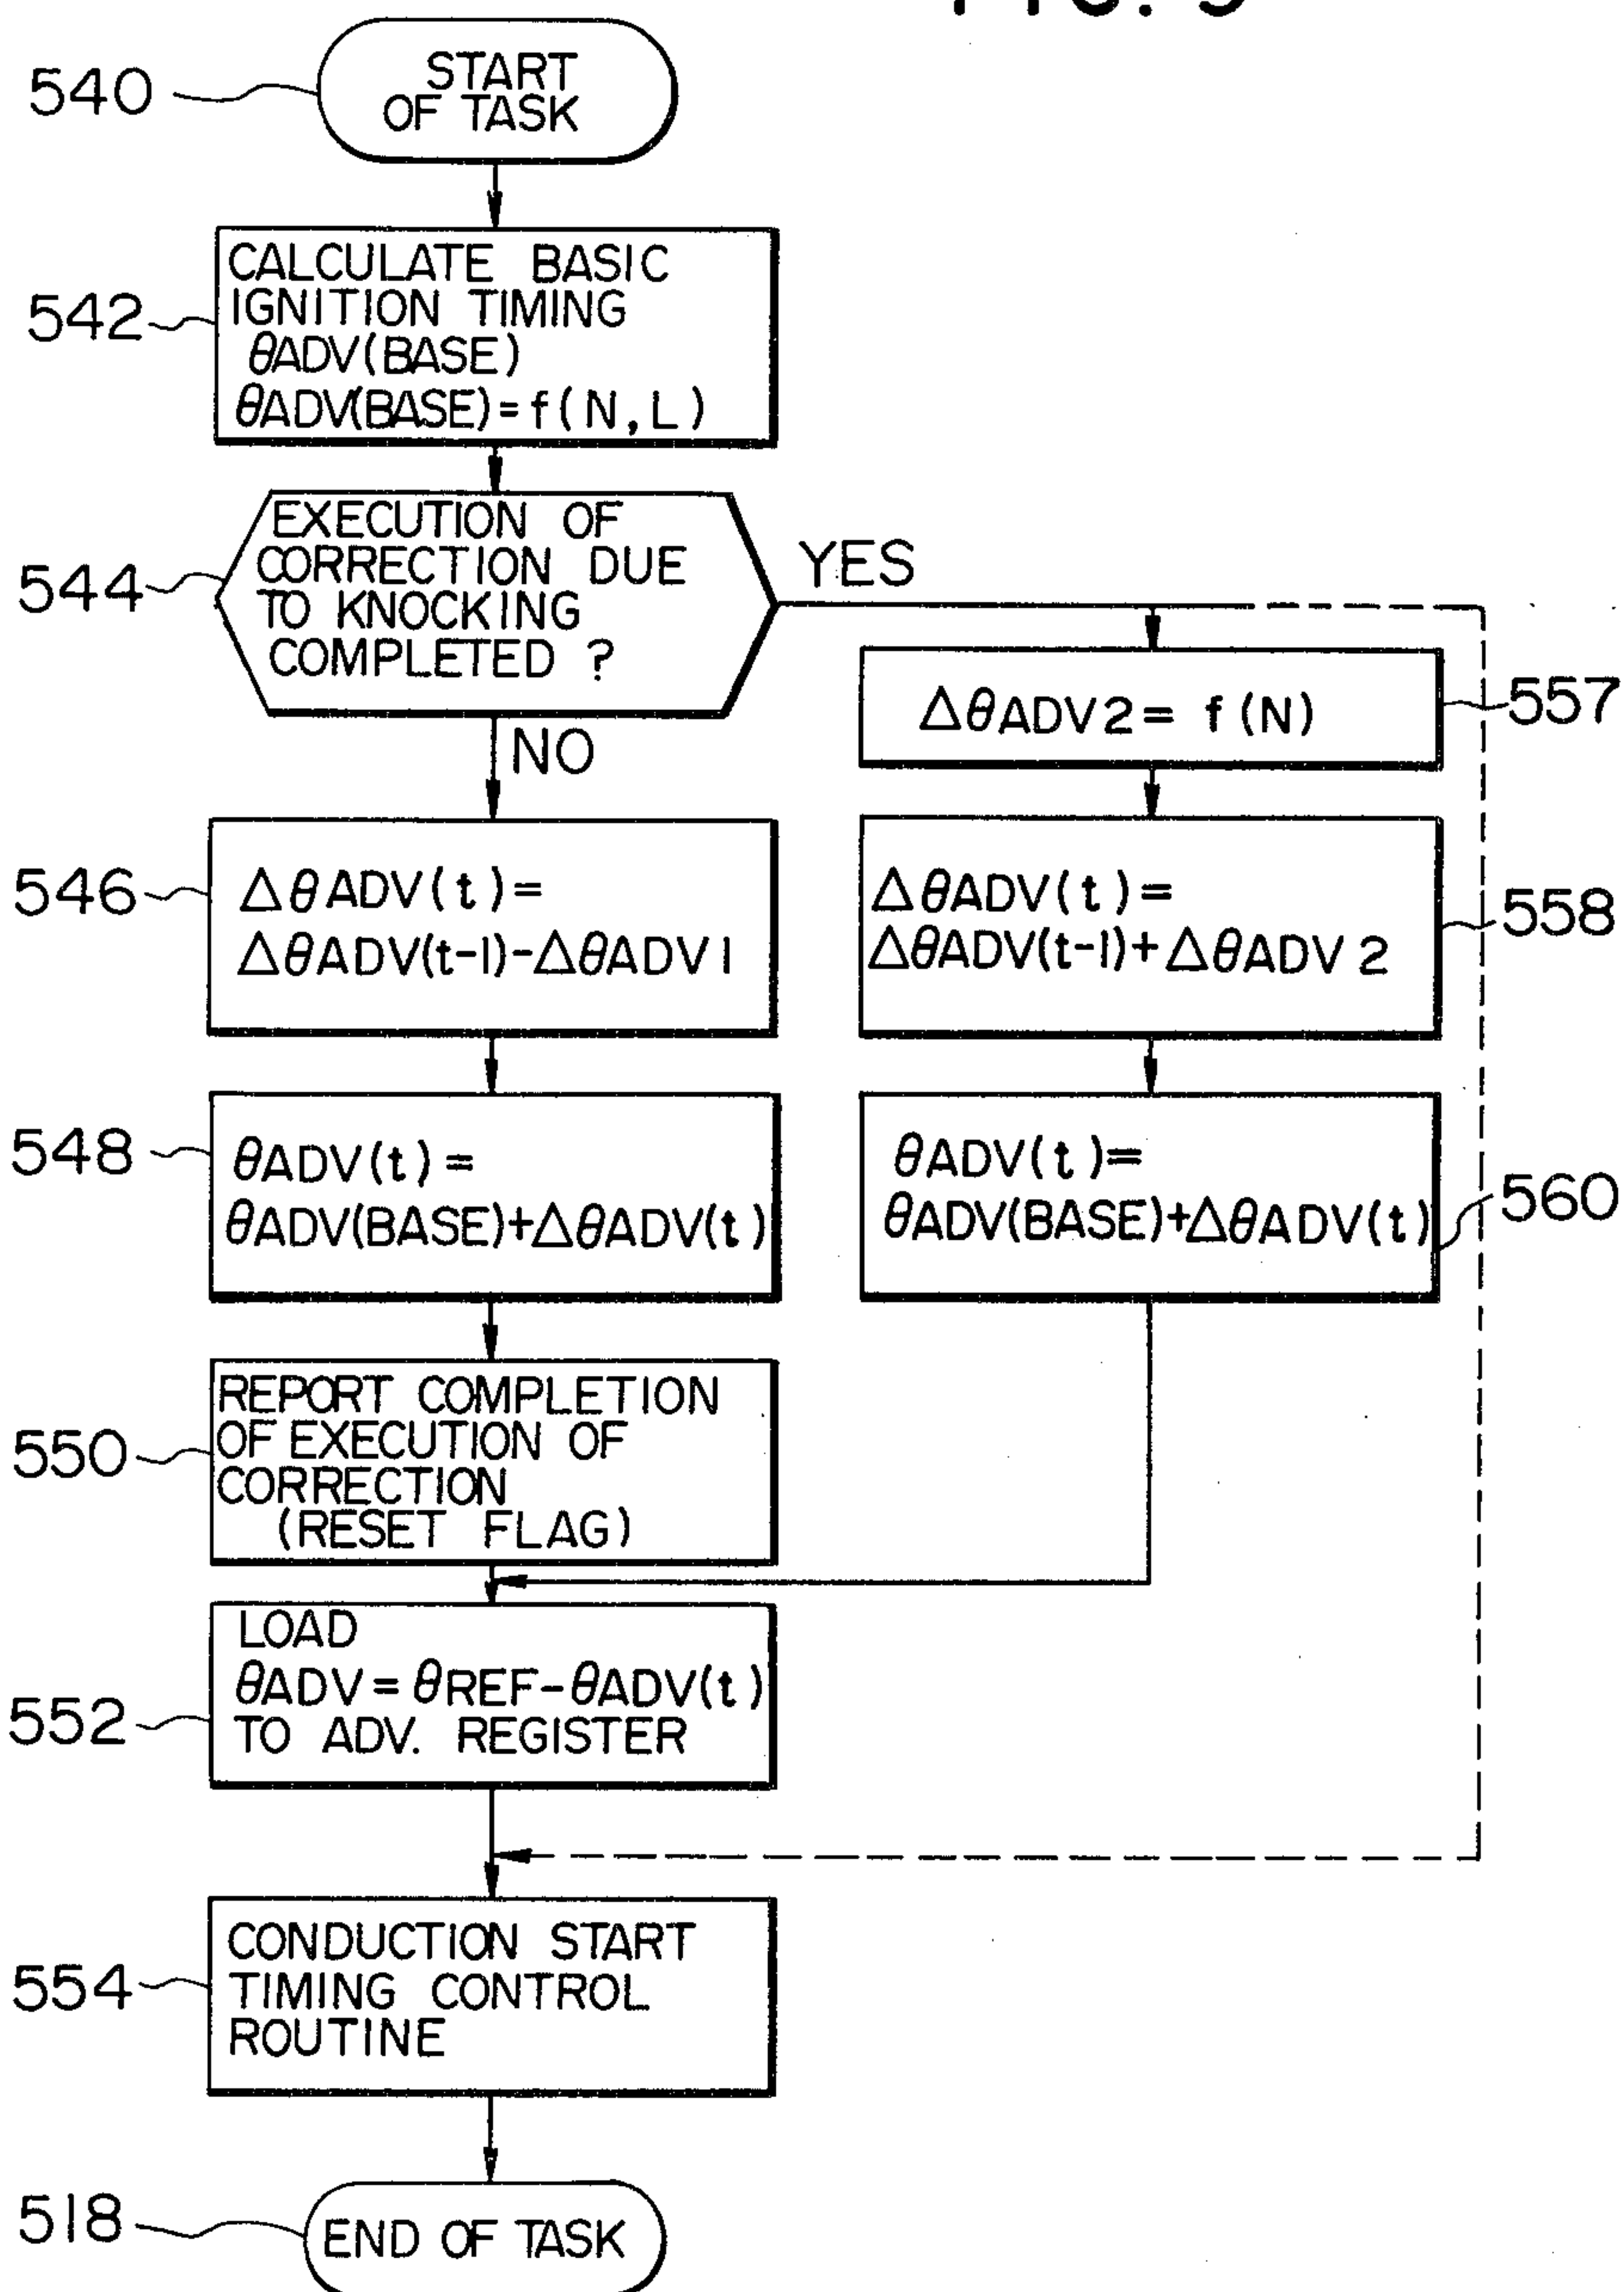 540
START
OF TASK
542
CALCULATE BASIC
IGNITION TIMING
θADV(BASE)
θADV(BASE)=f(N,L)
544
EXECUTION OF
CORRECTION DUE
TO KNOCKING
COMPLETED ?
YES
NO
557
ΔθADV2= f(N)
546
ΔθADV(t)=
ΔθADV(t-1)-ΔθADV1
558
ΔθADV(t)=
ΔθADV(t-1)+ΔθADV2
548
θADV(t)=
θADV(BASE)+ΔθADV(t)
560
θADV(t)=
θADV(BASE)+ΔθADV(t)
550
REPORT COMPLETION
OF EXECUTION OF
CORRECTION
(RESET FLAG)
552
LOAD
θADV=θREF-θADV(t)
TO ADV. REGISTER
554
CONDUCTION START
TIMING CONTROL
ROUTINE
518
END OF TASK